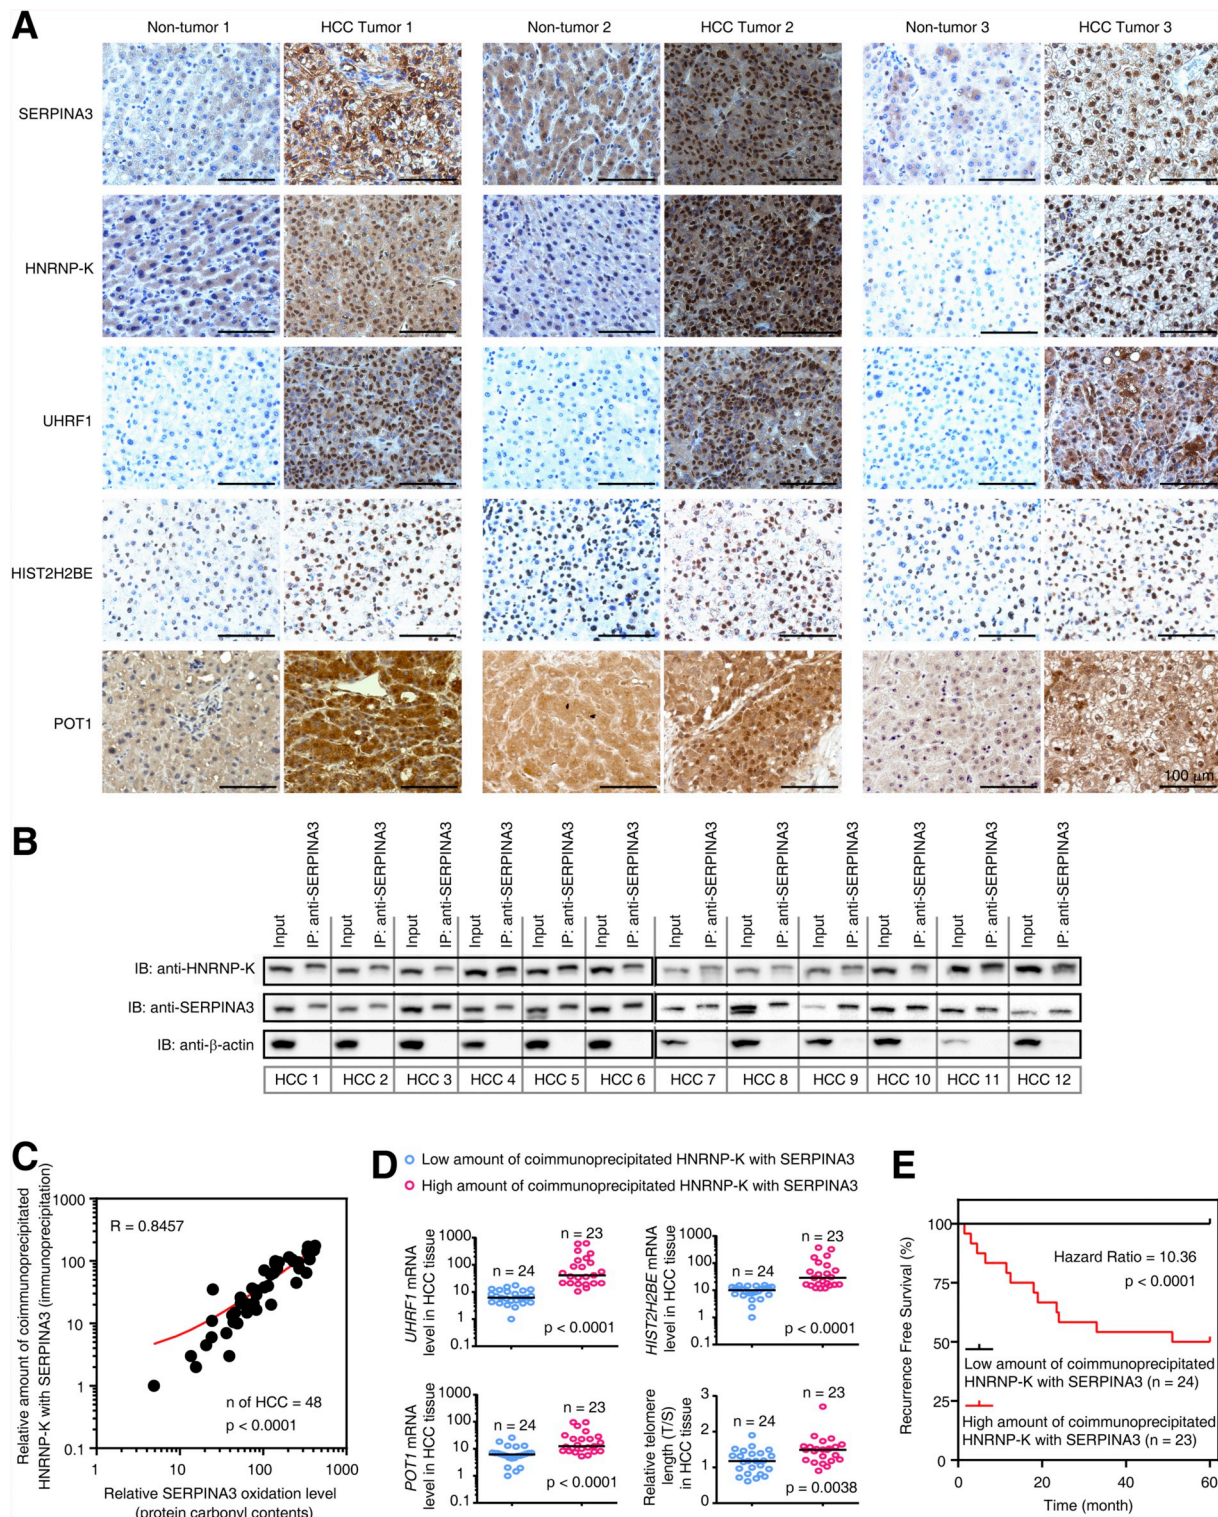 A
Non-tumor 1 HCC Tumor 1 Non-tumor 2 HCC Tumor 2 Non-tumor 3 HCC Tumor 3
SERPINA3
HNRNP-K
UHRF1
HIST2H2BE
POT1
100 μm
B
Input IP: anti-SERPINA3 Input IP: anti-SERPINA3 Input IP: anti-SERPINA3 Input IP: anti-SERPINA3 Input IP: anti-SERPINA3 Input IP: anti-SERPINA3 Input IP: anti-SERPINA3 Input IP: anti-SERPINA3 Input IP: anti-SERPINA3 Input IP: anti-SERPINA3 Input IP: anti-SERPINA3 Input IP: anti-SERPINA3
IB: anti-HNRNP-K
IB: anti-SERPINA3
IB: anti-β-actin
HCC 1 HCC 2 HCC 3 HCC 4 HCC 5 HCC 6 HCC 7 HCC 8 HCC 9 HCC 10 HCC 11 HCC 12
C
Relative amount of coimmunoprecipitated
HNRNP-K with SERPINA3 (immunoprecipitation)
1000
100
10
1
0.1
R = 0.8457
n of HCC = 48
p < 0.0001
1 10 100 1000
Relative SERPINA3 oxidation level
(protein carbonyl contents)
D
Low amount of coimmunoprecipitated HNRNP-K with SERPINA3
High amount of coimmunoprecipitated HNRNP-K with SERPINA3
UHRF1 mRNA
level in HCC tissue
1000
100
10
1
0.1
n = 24
n = 23
p < 0.0001
HIST2H2BE mRNA
level in HCC tissue
1000
100
10
1
0.1
n = 24
n = 23
p < 0.0001
POT1 mRNA
level in HCC tissue
1000
100
10
1
0.1
n = 24
n = 23
p < 0.0001
Relative telomere
length (T/S)
in HCC tissue
3
2
1
0
n = 24
n = 23
p = 0.0038
E
Recurrence Free Survival (%)
100
75
50
25
0
Hazard Ratio = 10.36
p < 0.0001
Low amount of coimmunoprecipitated
HNRNP-K with SERPINA3 (n = 24)
High amount of coimmunoprecipitated
HNRNP-K with SERPINA3 (n = 23)
0 20 40 60
Time (month)